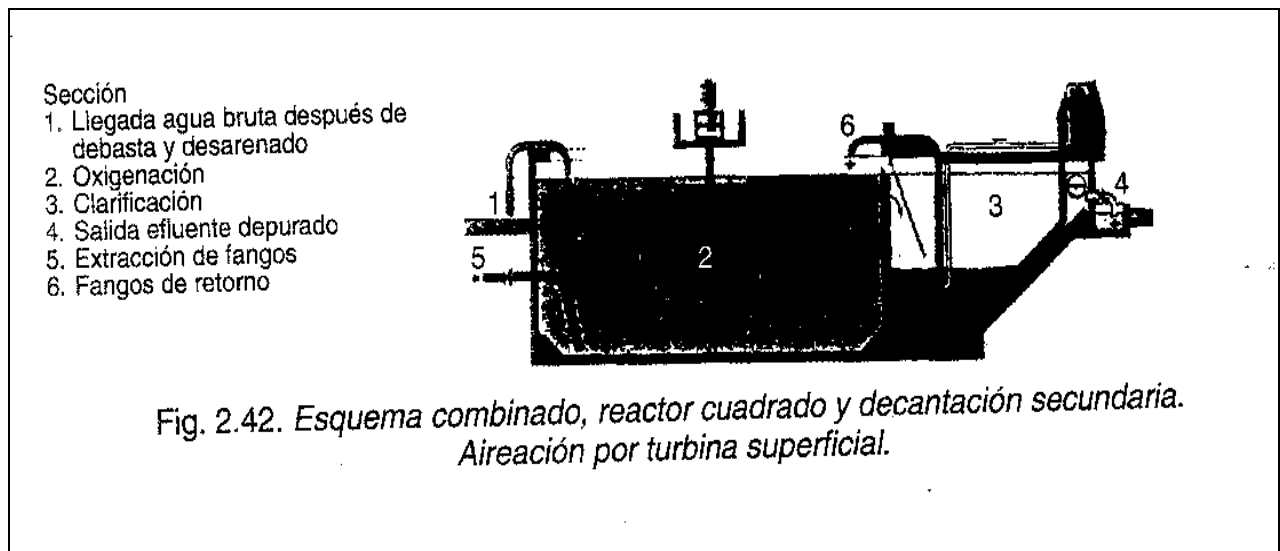 Sección
1. Llegada agua bruta después de
debasta y desarenado
2. Oxigenación
3. Clarificación
4. Salida efluente depurado
5. Extracción de fangos
6. Fangos de retorno
1
5
2
6
3
4
Fig. 2.42. Esquema combinado, reactor cuadrado y decantación secundaria.
Aireación por turbina superficial.